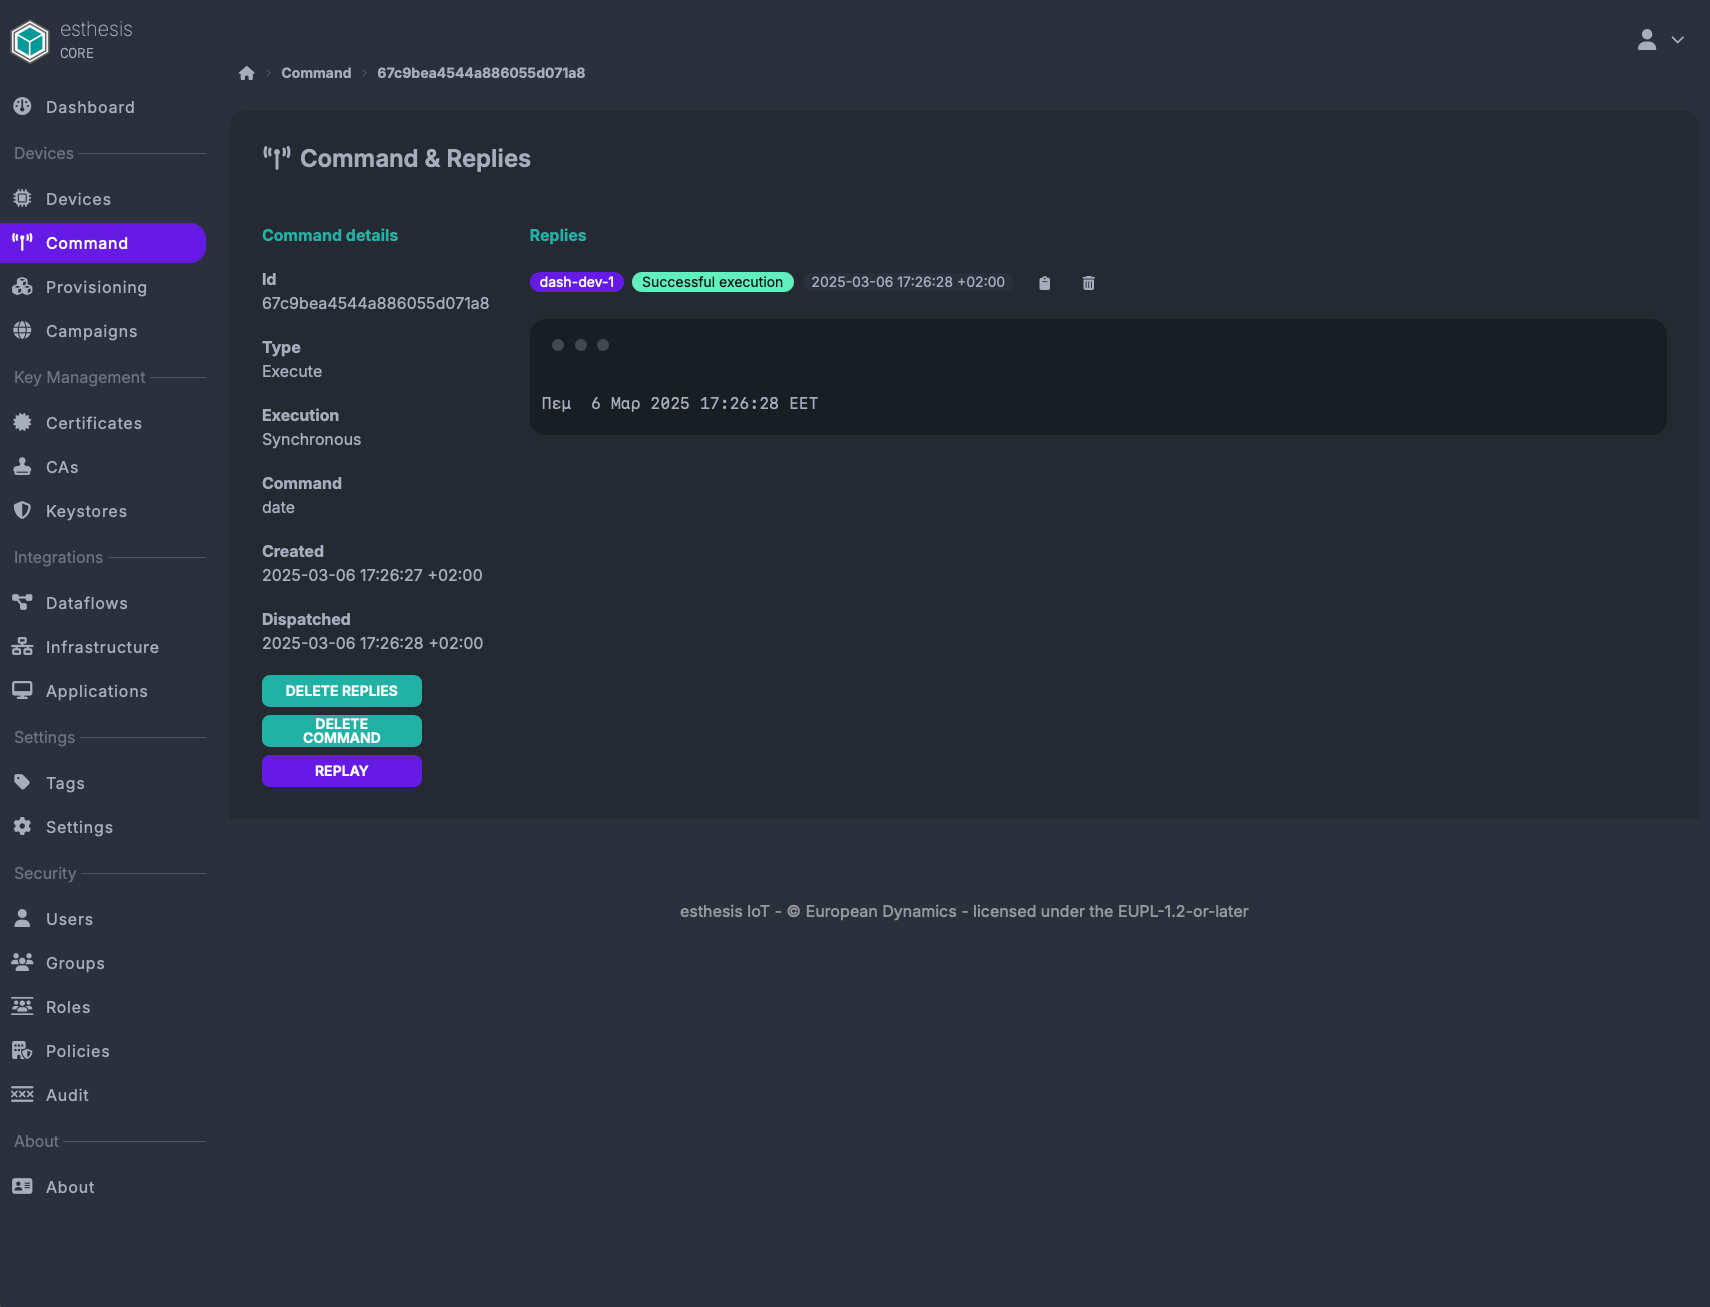 esthesis
CORE
Command
67c9bea4544a886055d071a8
Dashboard
Devices
Devices
Command
Provisioning
Campaigns
Key Management
Certificates
CAs
Keystores
Integrations
Dataflows
Infrastructure
Applications
Settings
Tags
Settings
Security
Users
Groups
Roles
Policies
Audit
About
About
Command & Replies
Command details
Id
67c9bea4544a886055d071a8
Type
Execute
Execution
Synchronous
Command
date
Created
2025-03-06 17:26:27 +02:00
Dispatched
2025-03-06 17:26:28 +02:00
DELETE REPLIES
DELETE
COMMAND
REPLAY
Replies
dash-dev-1 Successful execution 2025-03-06 17:26:28 +02:00
Πεμ  6 Μαρ 2025 17:26:28 EET
esthesis IoT - © European Dynamics - licensed under the EUPL-1.2-or-later